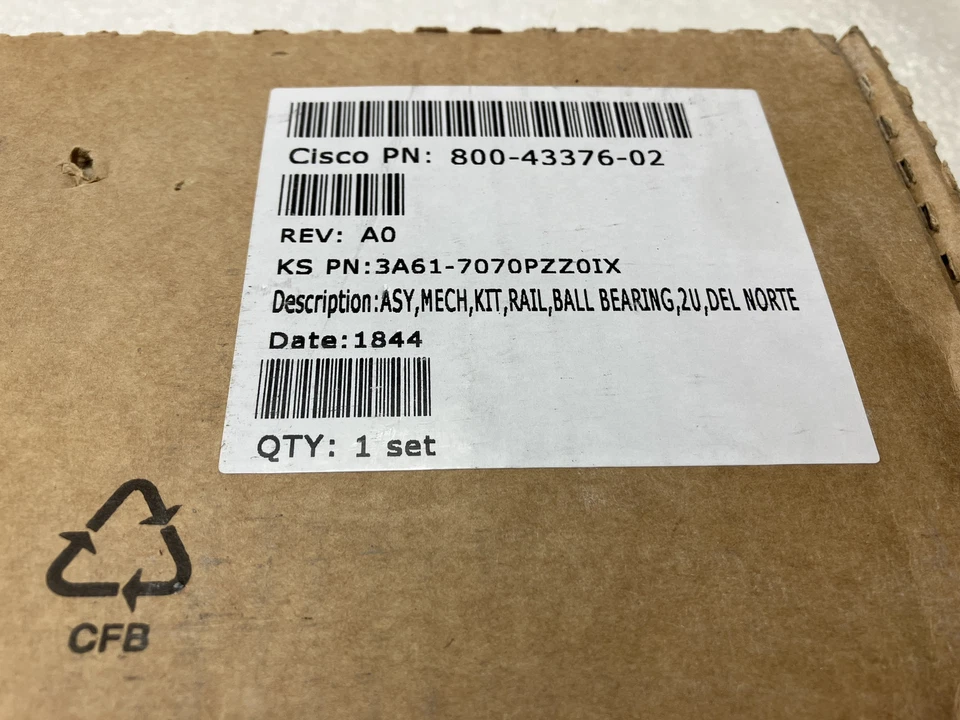 Cisco PN: 800-43376-02
REV: A0
KS PN:3A61-7070PZZ0IX
Description:ASY,MECH,KIT,RAIL,BALL BEARING,2U,DEL NORTE
Date:1844
QTY: 1 set
CFB